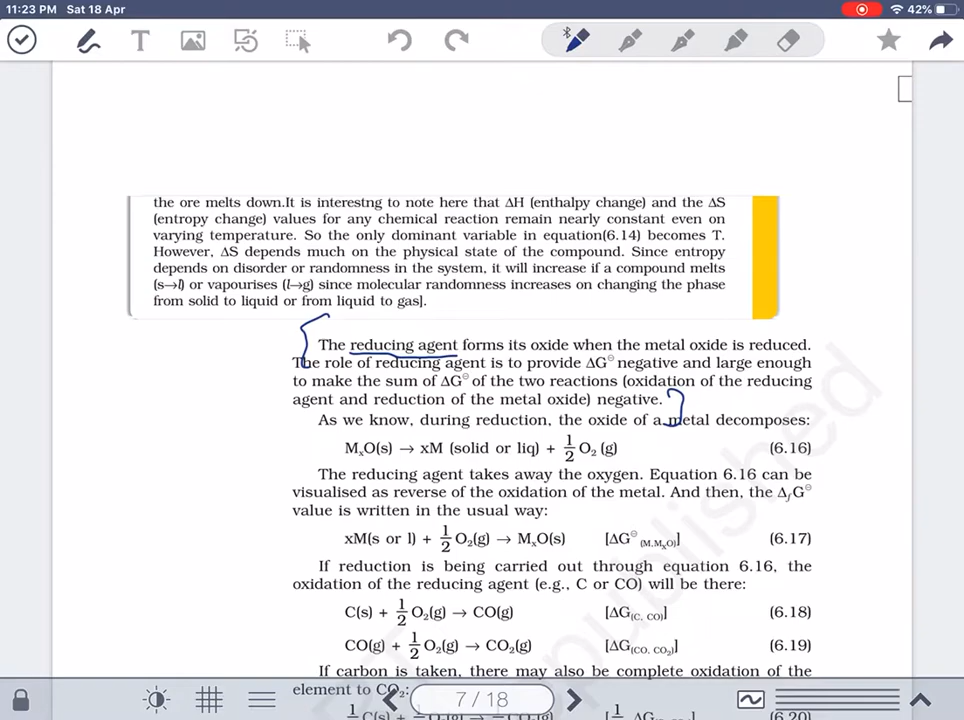 11:23 PM Sat 18 Apr 42%
T
the ore melts down.It is interestng to note here that ΔH (enthalpy change) and the ΔS
(entropy change) values for any chemical reaction remain nearly constant even on
varying temperature. So the only dominant variable in equation(6.14) becomes T.
However, ΔS depends much on the physical state of the compound. Since entropy
depends on disorder or randomness in the system, it will increase if a compound melts
(s→l) or vapourises (l→g) since molecular randomness increases on changing the phase
from solid to liquid or from liquid to gas].
The reducing agent forms its oxide when the metal oxide is reduced.
The role of reducing agent is to provide ΔG⊖ negative and large enough
to make the sum of ΔG⊖ of the two reactions (oxidation of the reducing
agent and reduction of the metal oxide) negative.
As we know, during reduction, the oxide of a metal decomposes:
MₓO(s) → xM (solid or liq) + 1/2 O₂ (g) (6.16)
The reducing agent takes away the oxygen. Equation 6.16 can be
visualised as reverse of the oxidation of the metal. And then, the Δ_f G⊖
value is written in the usual way:
xM(s or l) + 1/2 O₂(g) → MₓO(s) [ΔG⊖ (M,MₓO)] (6.17)
If reduction is being carried out through equation 6.16, the
oxidation of the reducing agent (e.g., C or CO) will be there:
C(s) + 1/2 O₂(g) → CO(g) [ΔG(C, CO)] (6.18)
CO(g) + 1/2 O₂(g) → CO₂(g) [ΔG(CO, CO₂)] (6.19)
If carbon is taken, there may also be complete oxidation of the
element to CO₂:
7 / 18
(6.20)
published